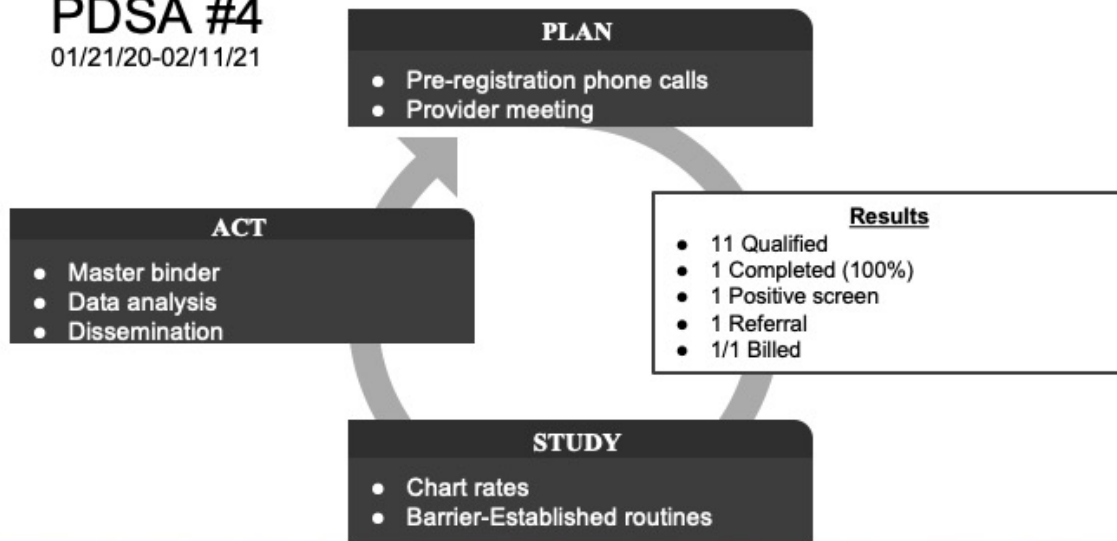 PDSA #4
01/21/20-02/11/21
PLAN
● Pre-registration phone calls
● Provider meeting
Results
● 11 Qualified
● 1 Completed (100%)
● 1 Positive screen
● 1 Referral
● 1/1 Billed
ACT
● Master binder
● Data analysis
● Dissemination
STUDY
● Chart rates
● Barrier-Established routines